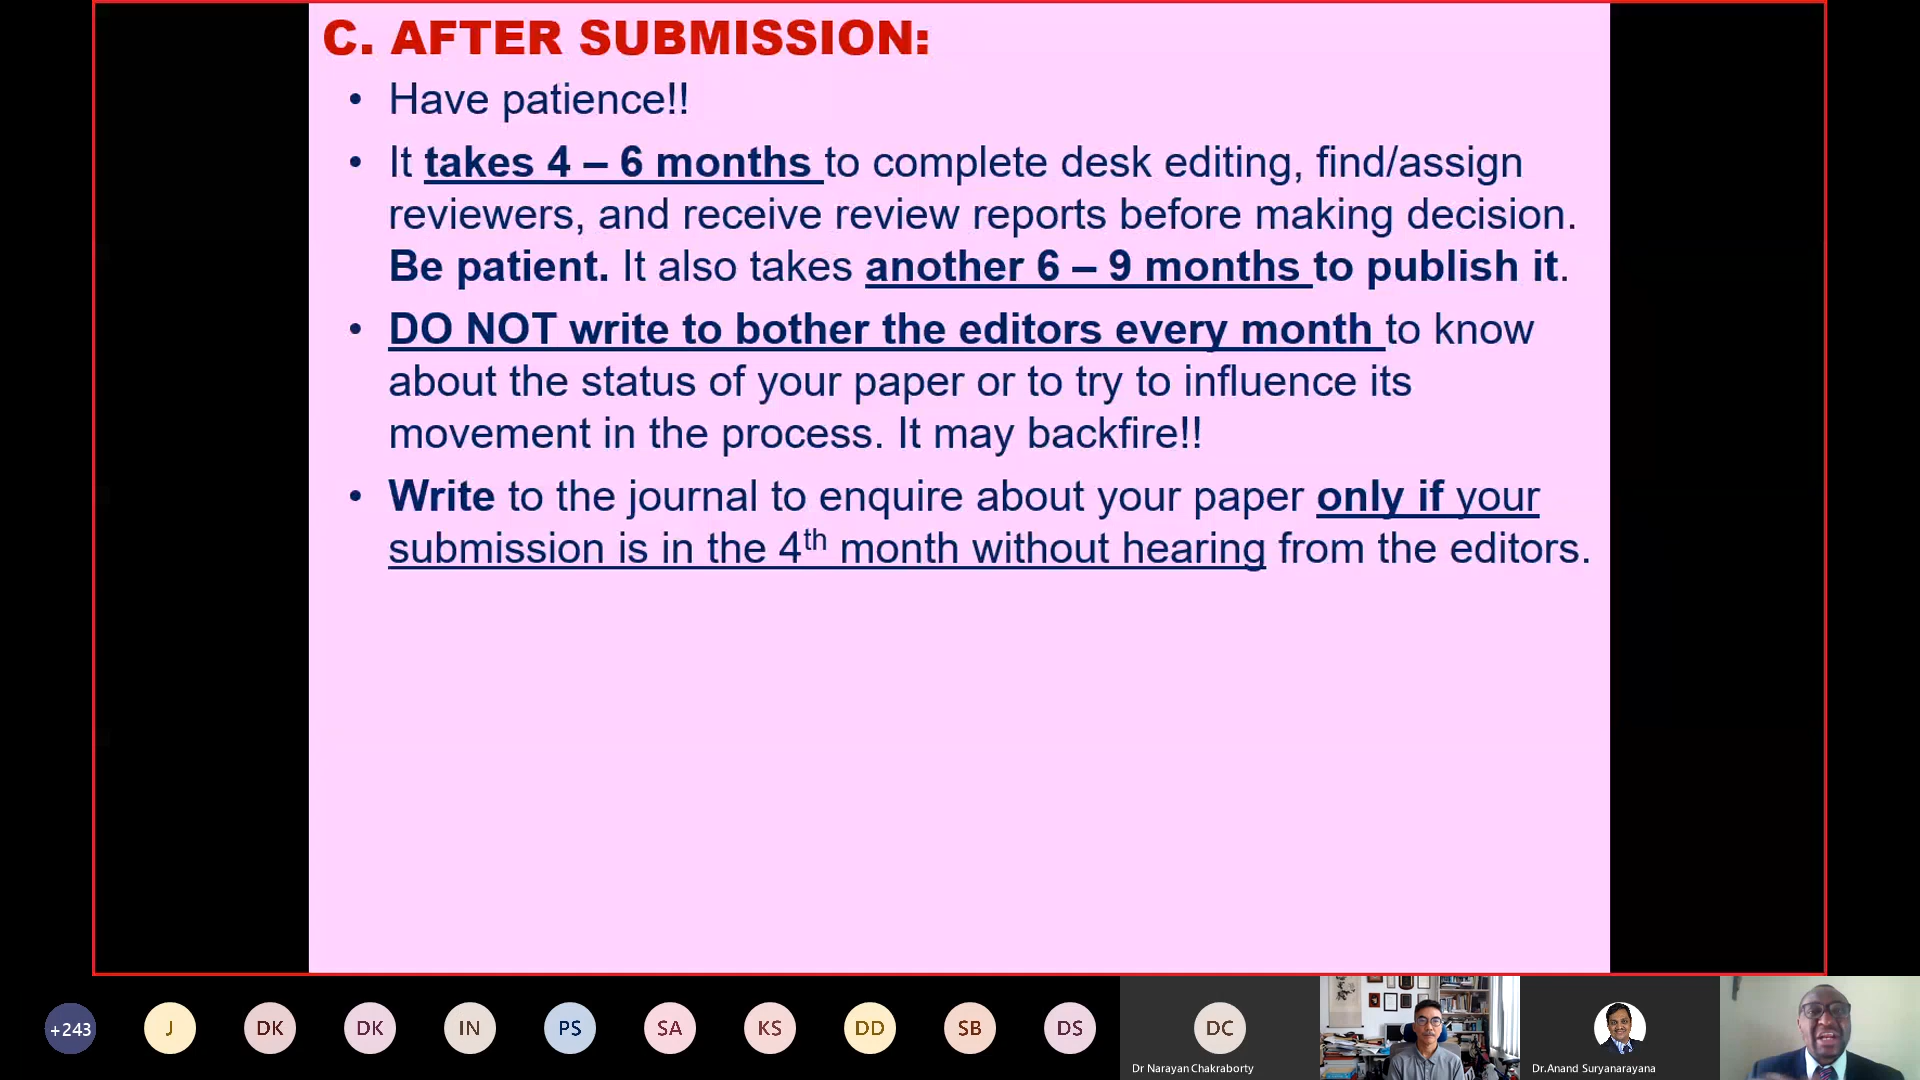 C. AFTER SUBMISSION:
• Have patience!!
• It takes 4 – 6 months to complete desk editing, find/assign
reviewers, and receive review reports before making decision.
Be patient. It also takes another 6 – 9 months to publish it.
• DO NOT write to bother the editors every month to know
about the status of your paper or to try to influence its
movement in the process. It may backfire!!
• Write to the journal to enquire about your paper only if your
submission is in the 4th month without hearing from the editors.
+243 J DK DK IN PS SA KS DD SB DS DC
Dr Narayan Chakraborty
Dr.Anand Suryanarayana